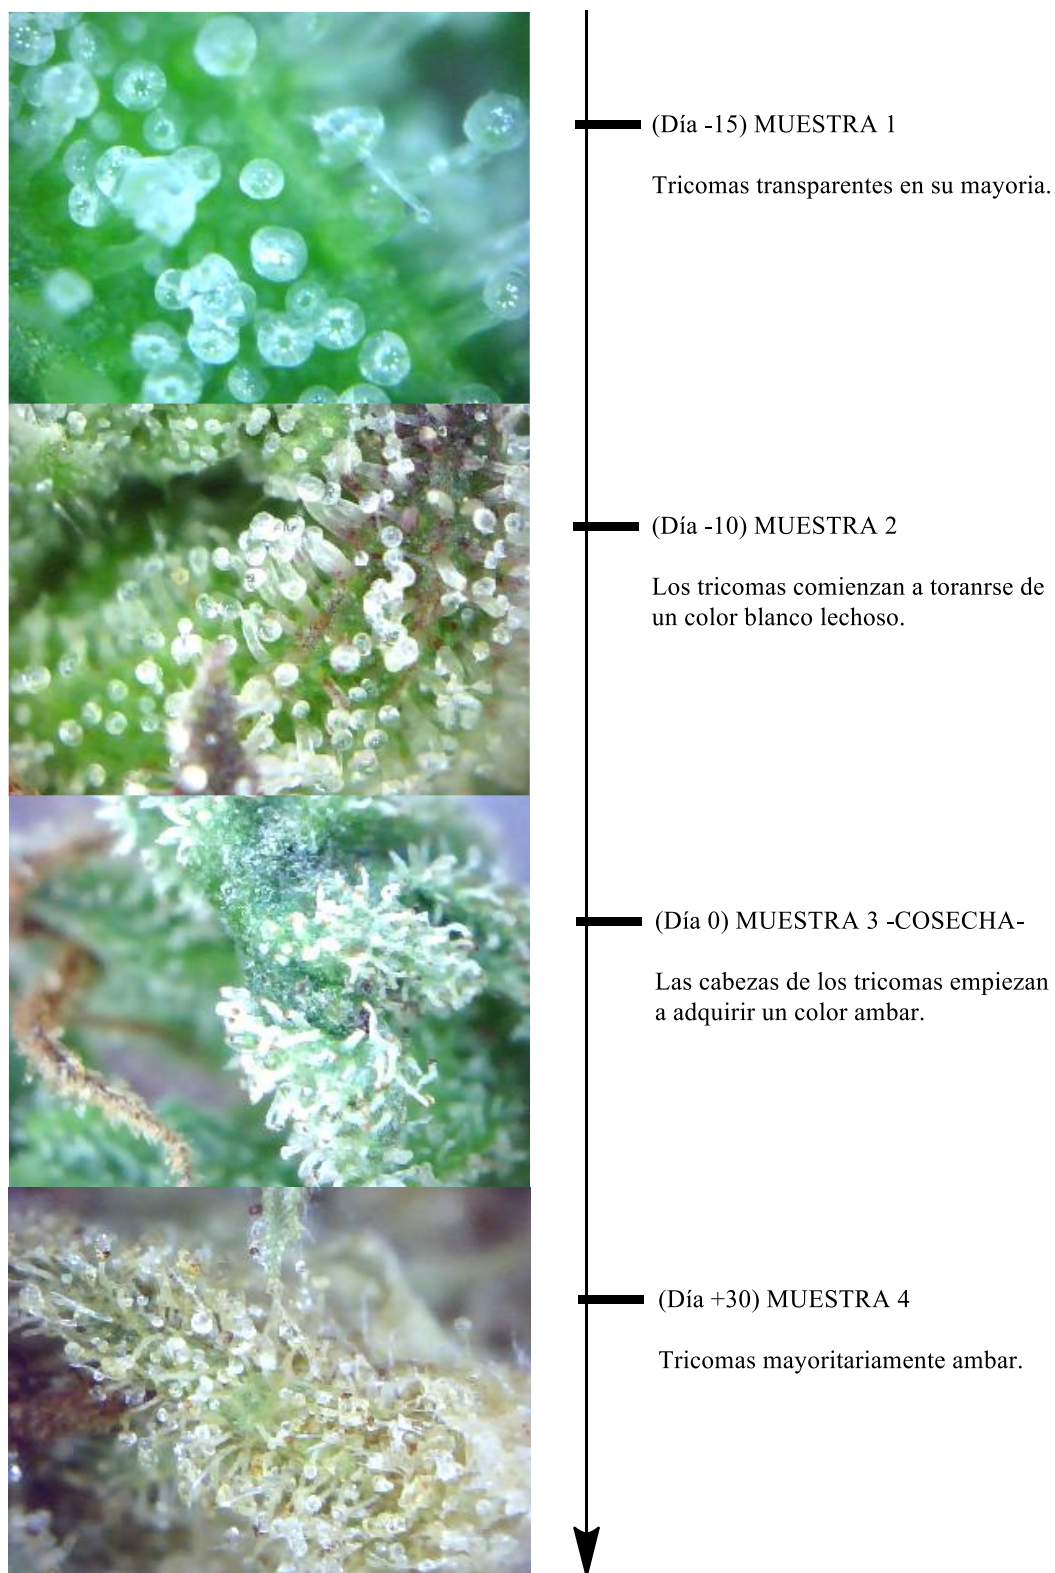 (Día -15) MUESTRA 1
Tricomas transparentes en su mayoria.
(Día -10) MUESTRA 2
Los tricomas comienzan a toranrse de
un color blanco lechoso.
(Día 0) MUESTRA 3 -COSECHA-
Las cabezas de los tricomas empiezan
a adquirir un color ambar.
(Día +30) MUESTRA 4
Tricomas mayoritariamente ambar.